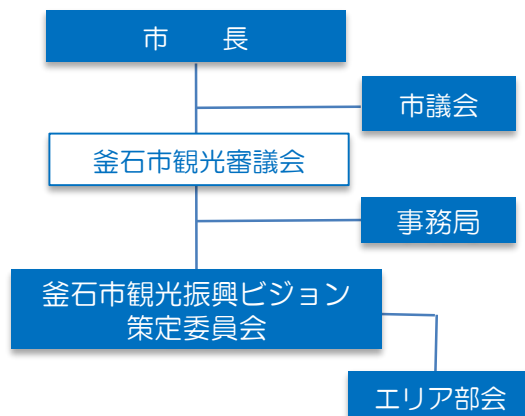 市　長
市議会
釜石市観光審議会
事務局
釜石市観光振興ビジョン
策定委員会
エリア部会